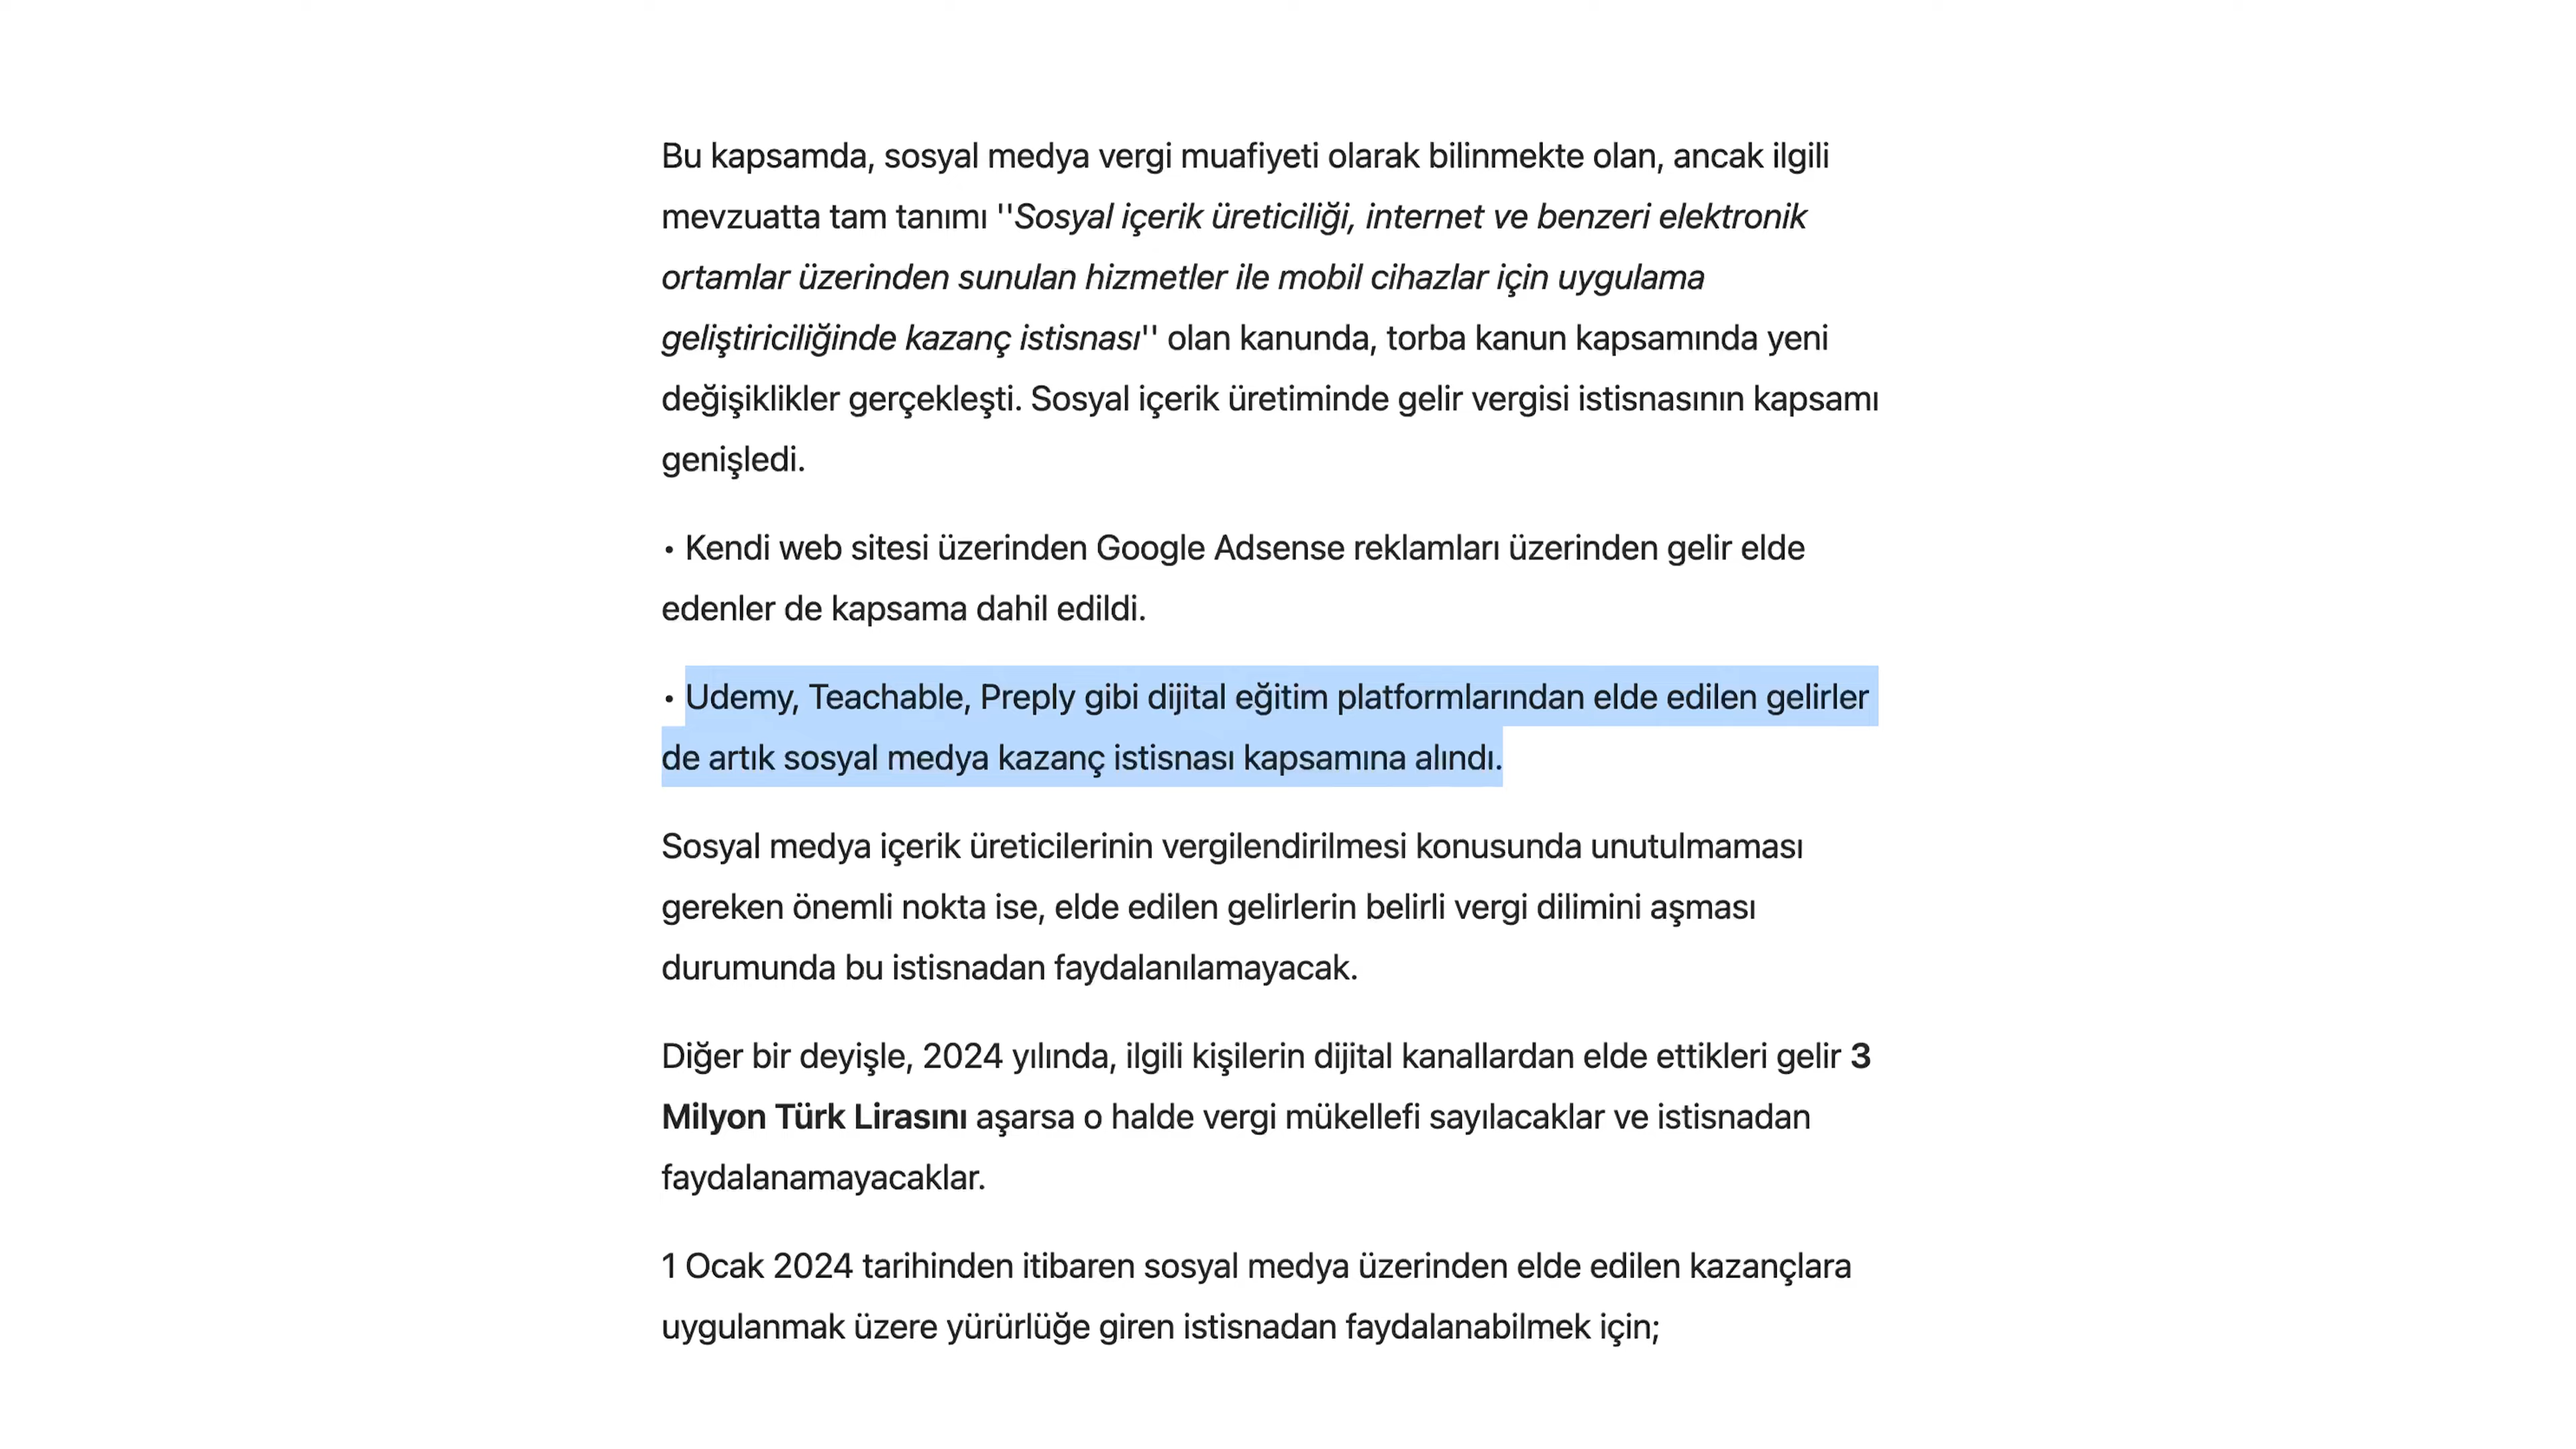 Bu kapsamda, sosyal medya vergi muafiyeti olarak bilinmekte olan, ancak ilgili
mevzuatta tam tanımı ''Sosyal içerik üreticiliği, internet ve benzeri elektronik
ortamlar üzerinden sunulan hizmetler ile mobil cihazlar için uygulama
geliştiriciliğinde kazanç istisnası'' olan kanunda, torba kanun kapsamında yeni
değişiklikler gerçekleşti. Sosyal içerik üretiminde gelir vergisi istisnasının kapsamı
genişledi.
• Kendi web sitesi üzerinden Google Adsense reklamları üzerinden gelir elde
edenler de kapsama dahil edildi.
• Udemy, Teachable, Preply gibi dijital eğitim platformlarından elde edilen gelirler
de artık sosyal medya kazanç istisnası kapsamına alındı.
Sosyal medya içerik üreticilerinin vergilendirilmesi konusunda unutulmaması
gereken önemli nokta ise, elde edilen gelirlerin belirli vergi dilimini aşması
durumunda bu istisnadan faydalanılamayacak.
Diğer bir deyişle, 2024 yılında, ilgili kişilerin dijital kanallardan elde ettikleri gelir 3
Milyon Türk Lirasını aşarsa o halde vergi mükellefi sayılacaklar ve istisnadan
faydalanamayacaklar.
1 Ocak 2024 tarihinden itibaren sosyal medya üzerinden elde edilen kazançlara
uygulanmak üzere yürürlüğe giren istisnadan faydalanabilmek için;